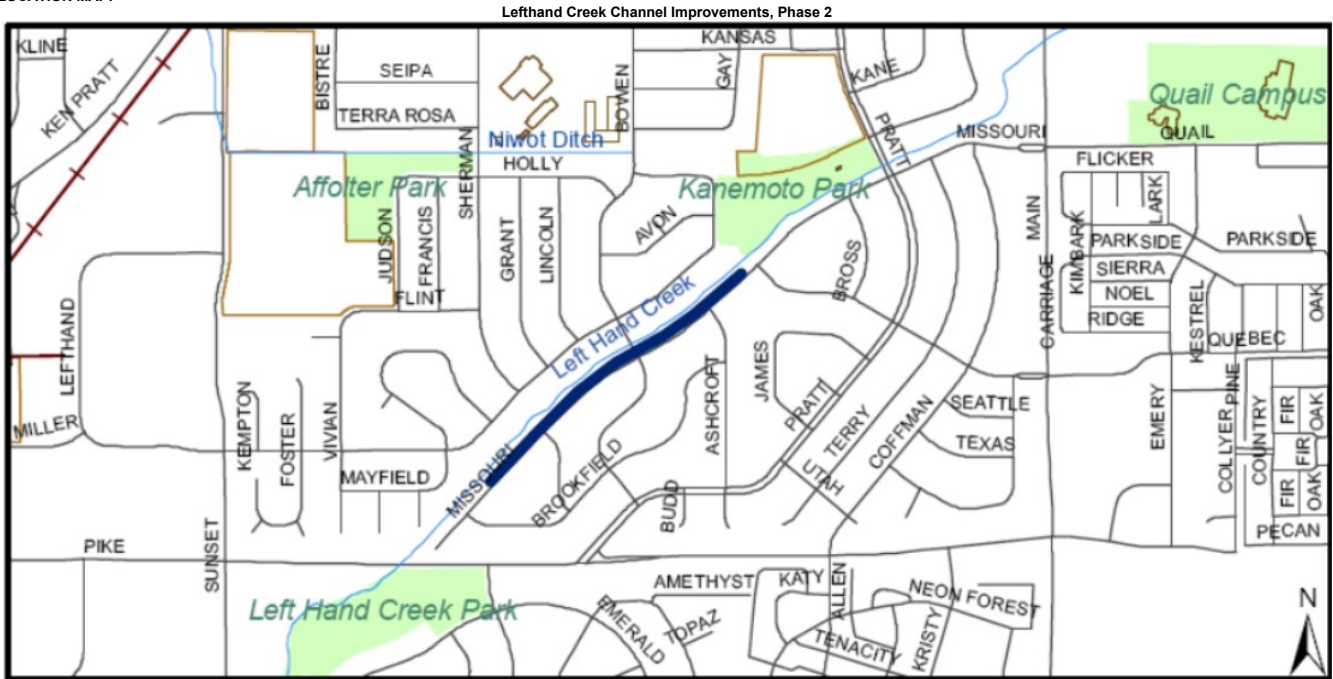 Lefthand Creek Channel Improvements, Phase 2
KLINE
KEN PRATT
BISTRE
SEIPA
TERRA ROSA
SHERMAN
BOWEN
KANSAS
GAY
KANE
PRATT
MISSOURI
Quail Campus
QUAIL
Niwot Ditch
HOLLY
Affolter Park
Kanemoto Park
FLICKER
LARK
JUDSON
FRANCIS
GRANT
LINCOLN
AVON
BROSS
MAIN
KIMBARK
PARKSIDE
PARKSIDE
SIERRA
NOEL
RIDGE
KESTREL
OAK
QUEBEC
CARRIAGE
FLINT
LEFTHAND
Left Hand Creek
MILLER
KEMPTON
FOSTER
VIVIAN
MAYFIELD
MISSOURI
BROOKFIELD
ASHCROFT
JAMES
PRATT
TERRY
COFFMAN
SEATTLE
TEXAS
UTAH
BUDD
EMERY
COLLYER
PINE
COUNTRY
FIR
OAK
FIR
FIR
OAK
PECAN
PIKE
SUNSET
Left Hand Creek Park
AMETHYST
KATY
ALLEN
NEON FOREST
EMERALD
TOPAZ
TENACITY
KRISTY
N